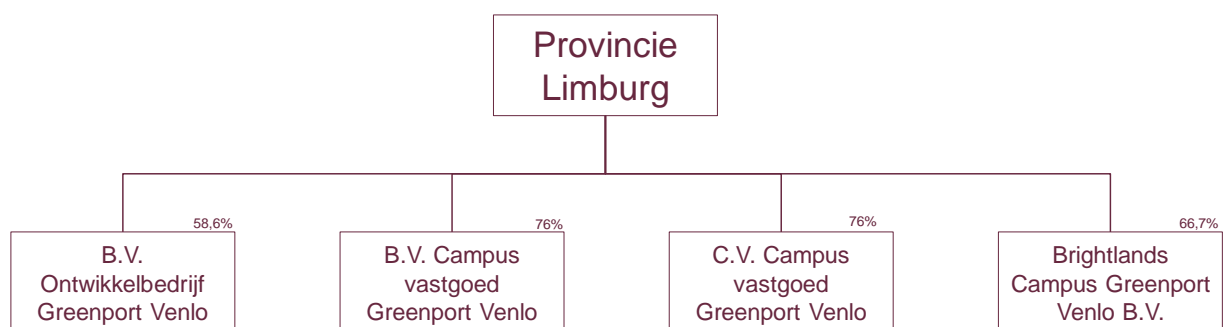 Provincie
Limburg
58,6%
B.V.
Ontwikkelbedrijf
Greenport Venlo
76%
B.V. Campus
vastgoed
Greenport Venlo
76%
C.V. Campus
vastgoed
Greenport Venlo
66,7%
Brightlands
Campus Greenport
Venlo B.V.